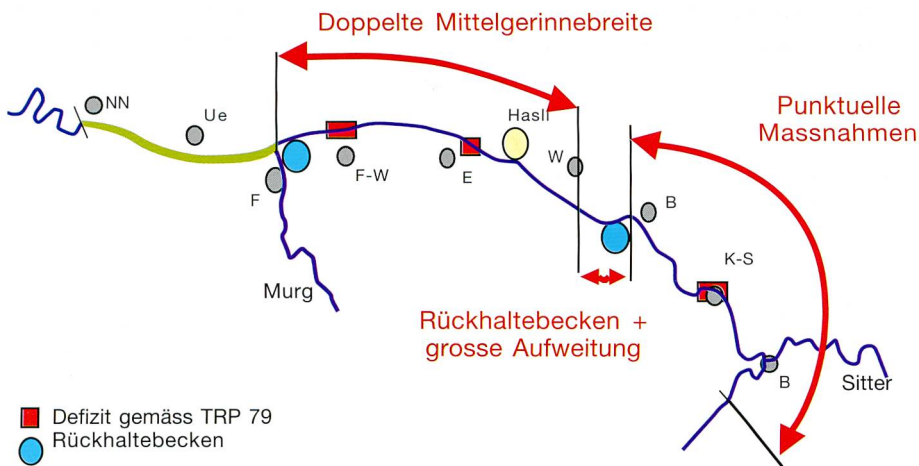 Doppelte Mittelgerinnebreite
Punktuelle
Massnahmen
NN
Ue
Hasli
W
F-W
E
F
B
K-S
Murg
Rückhaltebecken +
grosse Aufweitung
B
Sitter
Defizit gemäss TRP 79
Rückhaltebecken